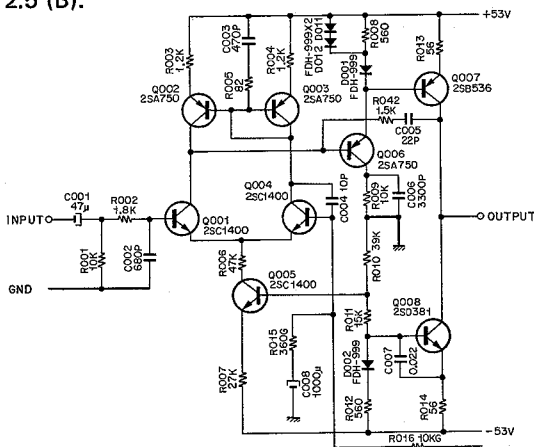 2.5 (B).
+53V
R003
1.2K
C003
470P
R005
82
R004
1.2K
FDH-999X2
D012 D011
R008
560
D001
FDH-999
R013
56
Q002
2SA750
Q003
2SA750
Q007
2SB536
R042
1.5K
C005
22P
Q006
2SA750
C001
47μ
R002
1.8K
Q004
2SC1400
C004 10P
R009
10K
C006
3300P
INPUT
Q001
2SC1400
OUTPUT
R001
10K
C002
680P
R006
47K
R010 39K
GND
Q005
2SC1400
Q008
2SD381
R011
15K
R015
360G
D002
FDH-999
C007
0.022
R007
27K
C008
1000μ
R012
560
R014
56
-53V
R016 10KG